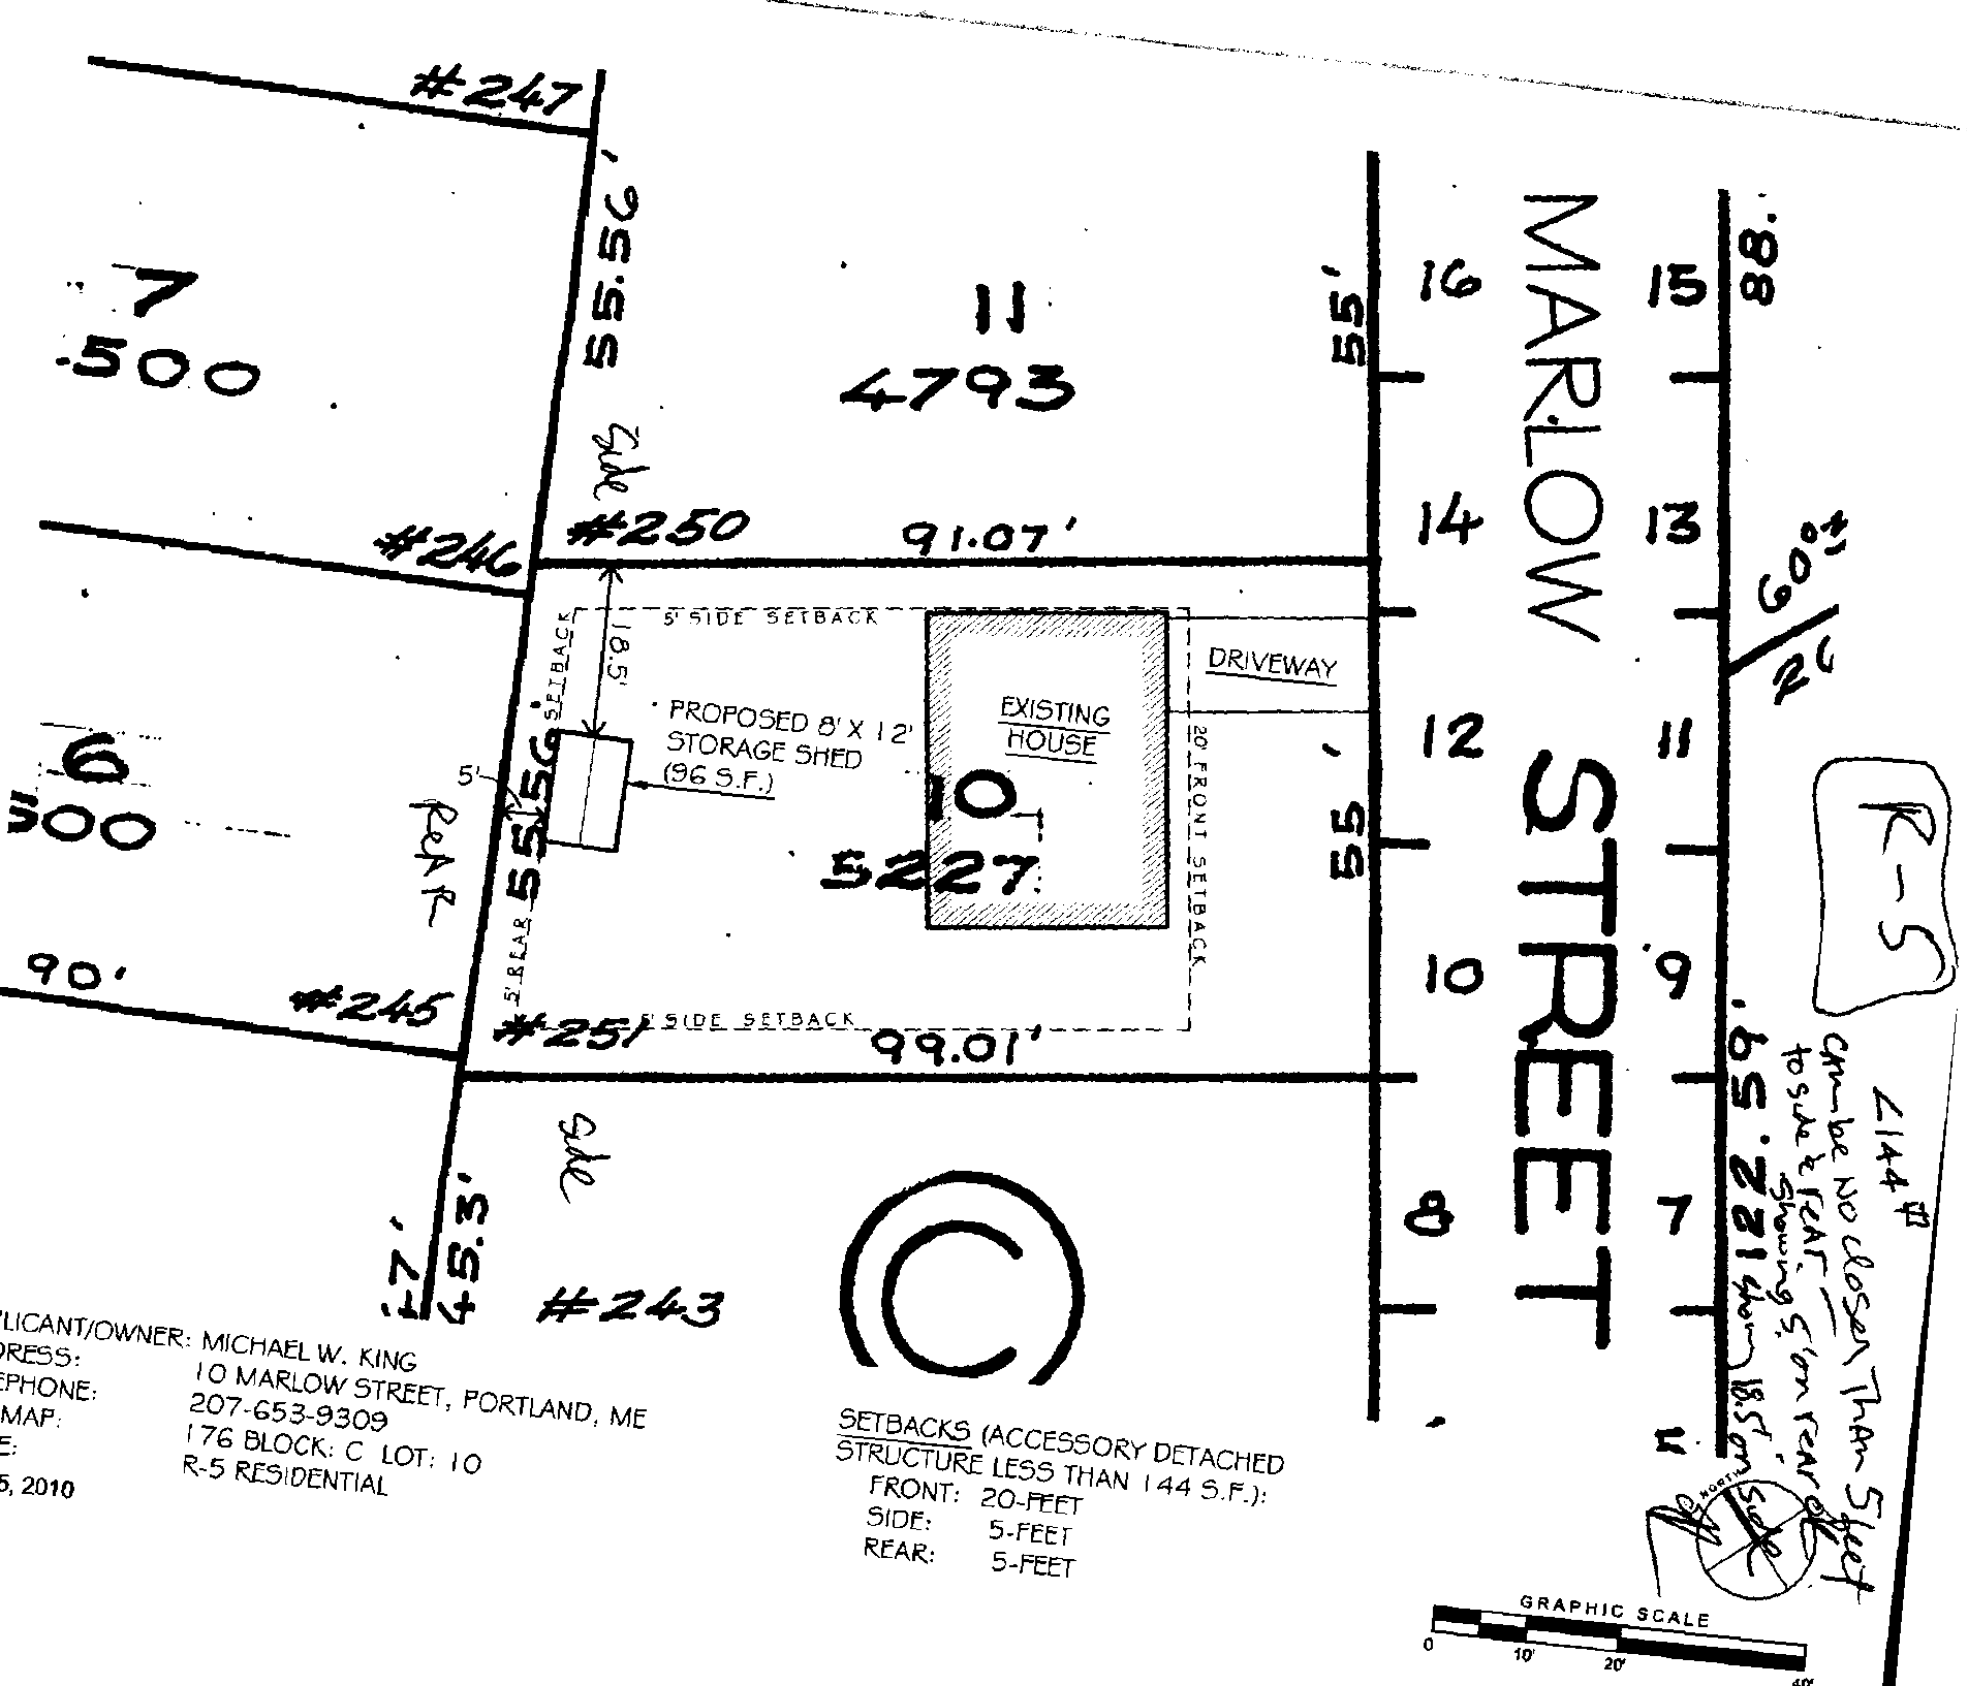 #247
55.56'
7
500
11
4793
55'
16
MARLOW STREET
15
88.8
Side
#246
#250
91.07'
14
13
5' SIDE SETBACK
18.5'
PROPOSED 8' X 12'
STORAGE SHED
(96 S.F.)
EXISTING
HOUSE
DRIVEWAY
20' FRONT SETBACK
12
11
6
5'
REAR
55.56'
5' REAR SETBACK
10
5227
55'
R-5
90'
#245
#251
5' SIDE SETBACK
99.01'
10
9
Side
45.3'
#243
C
8
7
<144#
Can be no closer Than 5 feet
to side & rear.
Showing 5' on rear OK
Show 18.5' on Side
OK
LICANT/OWNER: MICHAEL W. KING
DRESS: 10 MARLOW STREET, PORTLAND, ME
EPHONE: 207-653-9309
MAP: 176 BLOCK: C LOT: 10
E: R-5 RESIDENTIAL
5, 2010
SETBACKS (ACCESSORY DETACHED
STRUCTURE LESS THAN 144 S.F.):
FRONT: 20-FEET
SIDE: 5-FEET
REAR: 5-FEET
NORTH
GRAPHIC SCALE
0 10' 20' 40'